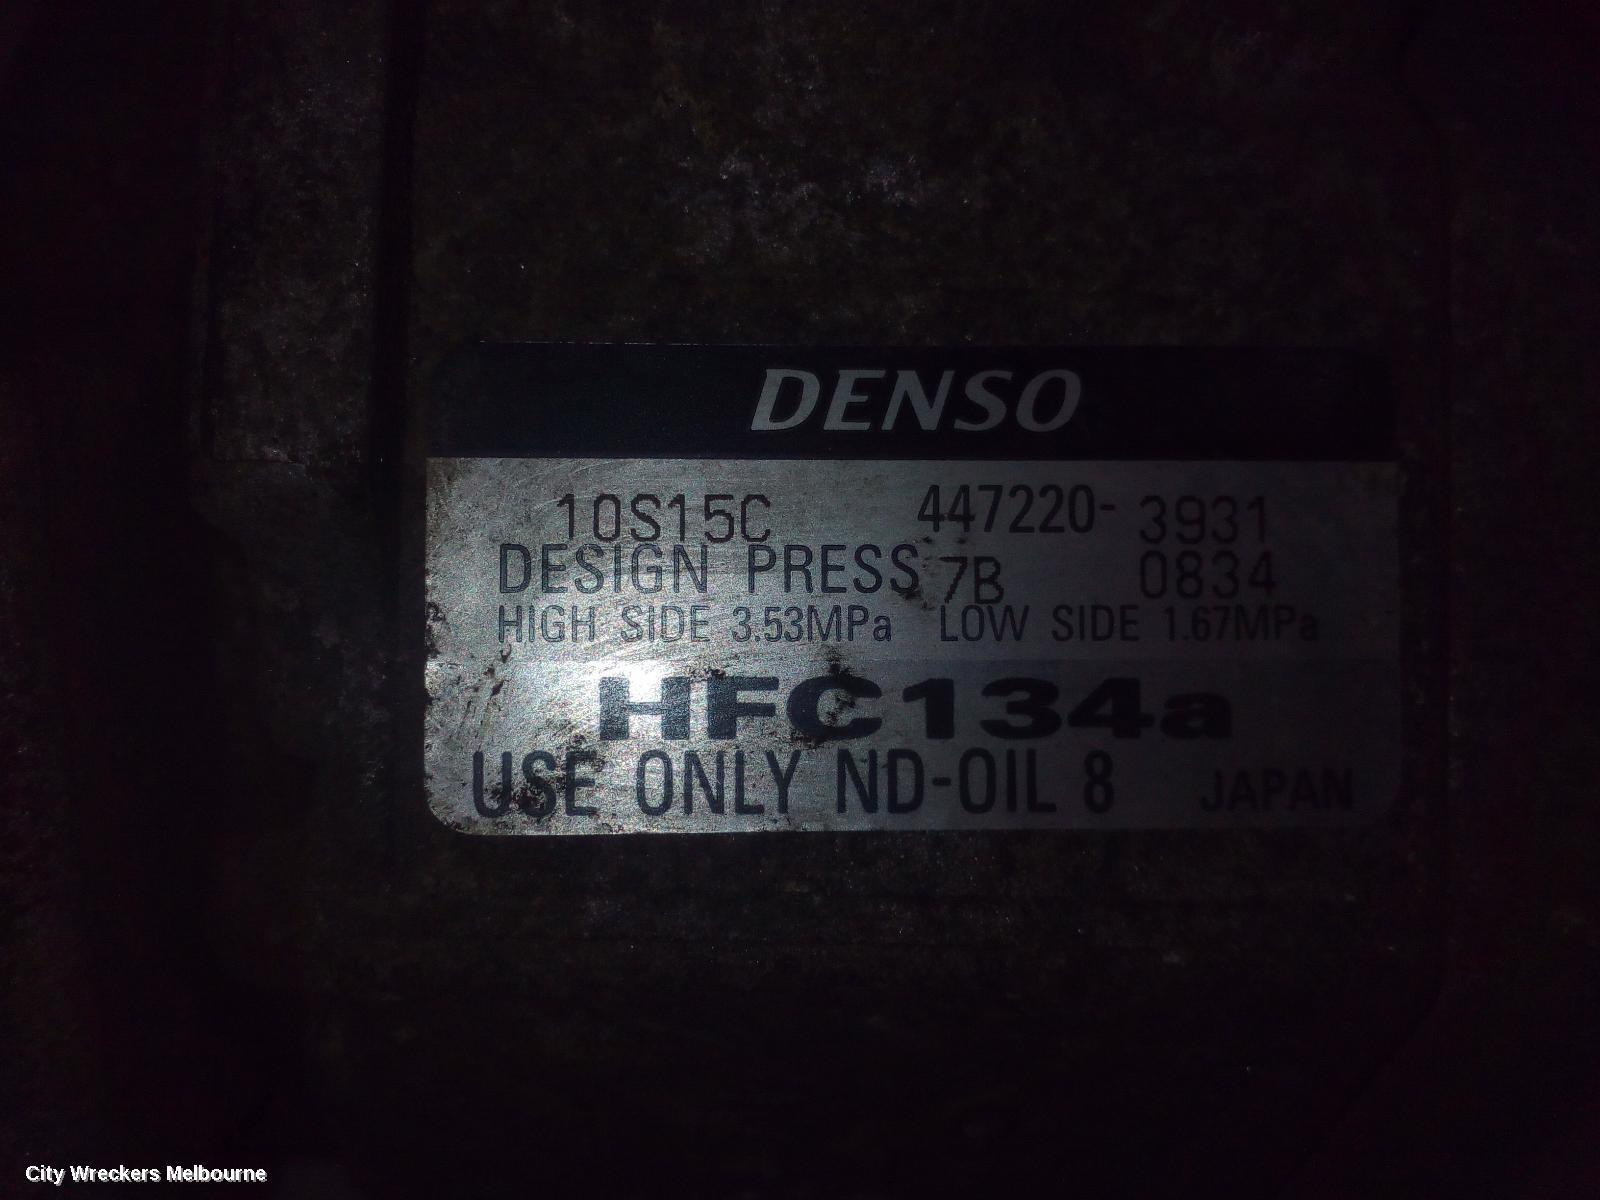 DENSO
10S15C 447220-3931
DESIGN PRESS 7B 0834
HIGH SIDE 3.53MPa LOW SIDE 1.67MPa
HFC134a
USE ONLY ND-OIL 8 JAPAN
City Wreckers Melbourne